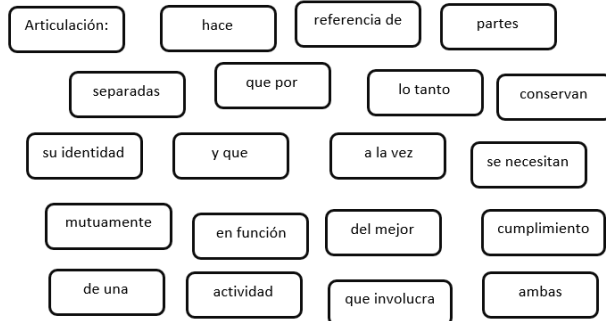 Articulación: hace referencia de partes
separadas que por lo tanto conservan
su identidad y que a la vez se necesitan
mutuamente en función del mejor cumplimiento
de una actividad que involucra ambas